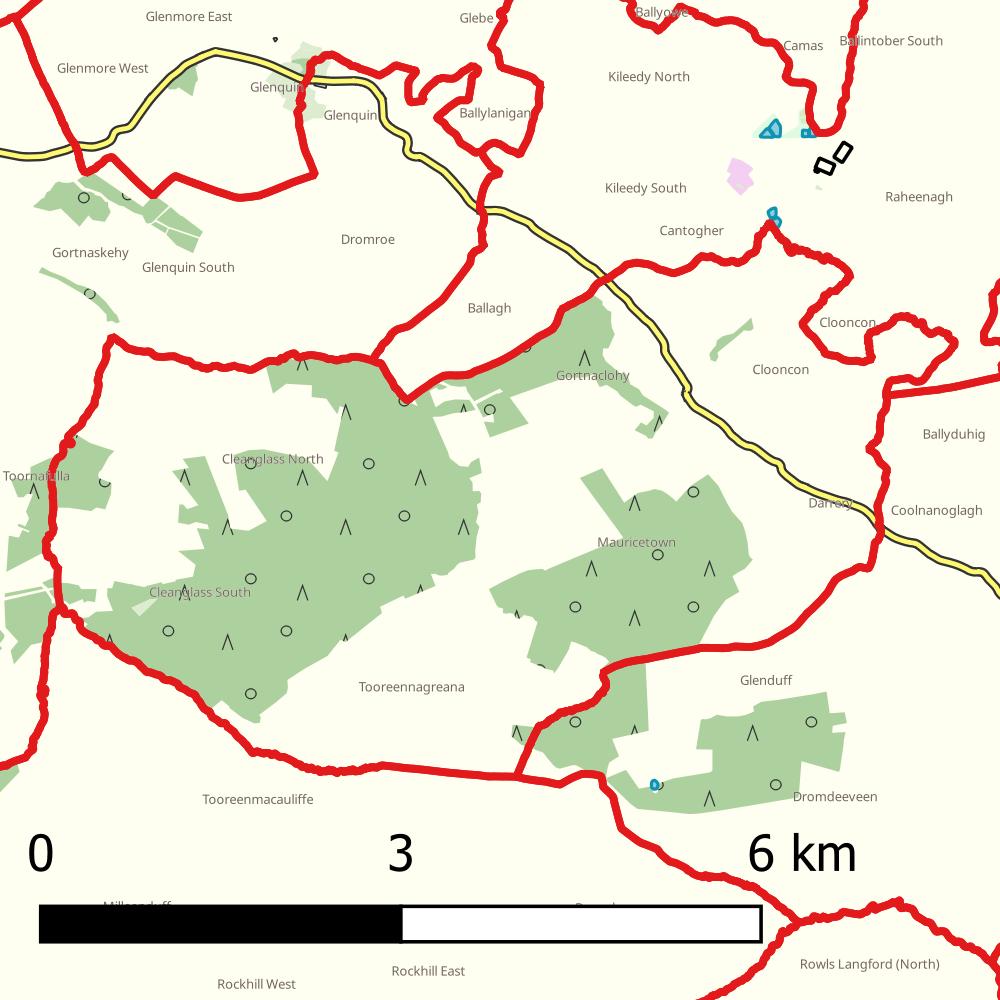 Glenmore East
Glebe
Ballyowe
Camas
Ballintober South
Glenmore West
Kileedy North
Glenquin
Glenquin
Ballylanigan
Kileedy South
Raheenagh
Cantogher
Dromroe
Gortnaskehy
Glenquin South
Ballagh
Clooncon
Clooncon
Gortnaclohy
Ballyduhig
Cleanglass North
Toornafulla
Darrery
Coolnanoglagh
Mauricetown
Cleanglass South
Glenduff
Tooreennagreana
Tooreenmacauliffe
Dromdeeveen
0 3 6 km
Rowls Langford (North)
Rockhill East
Rockhill West